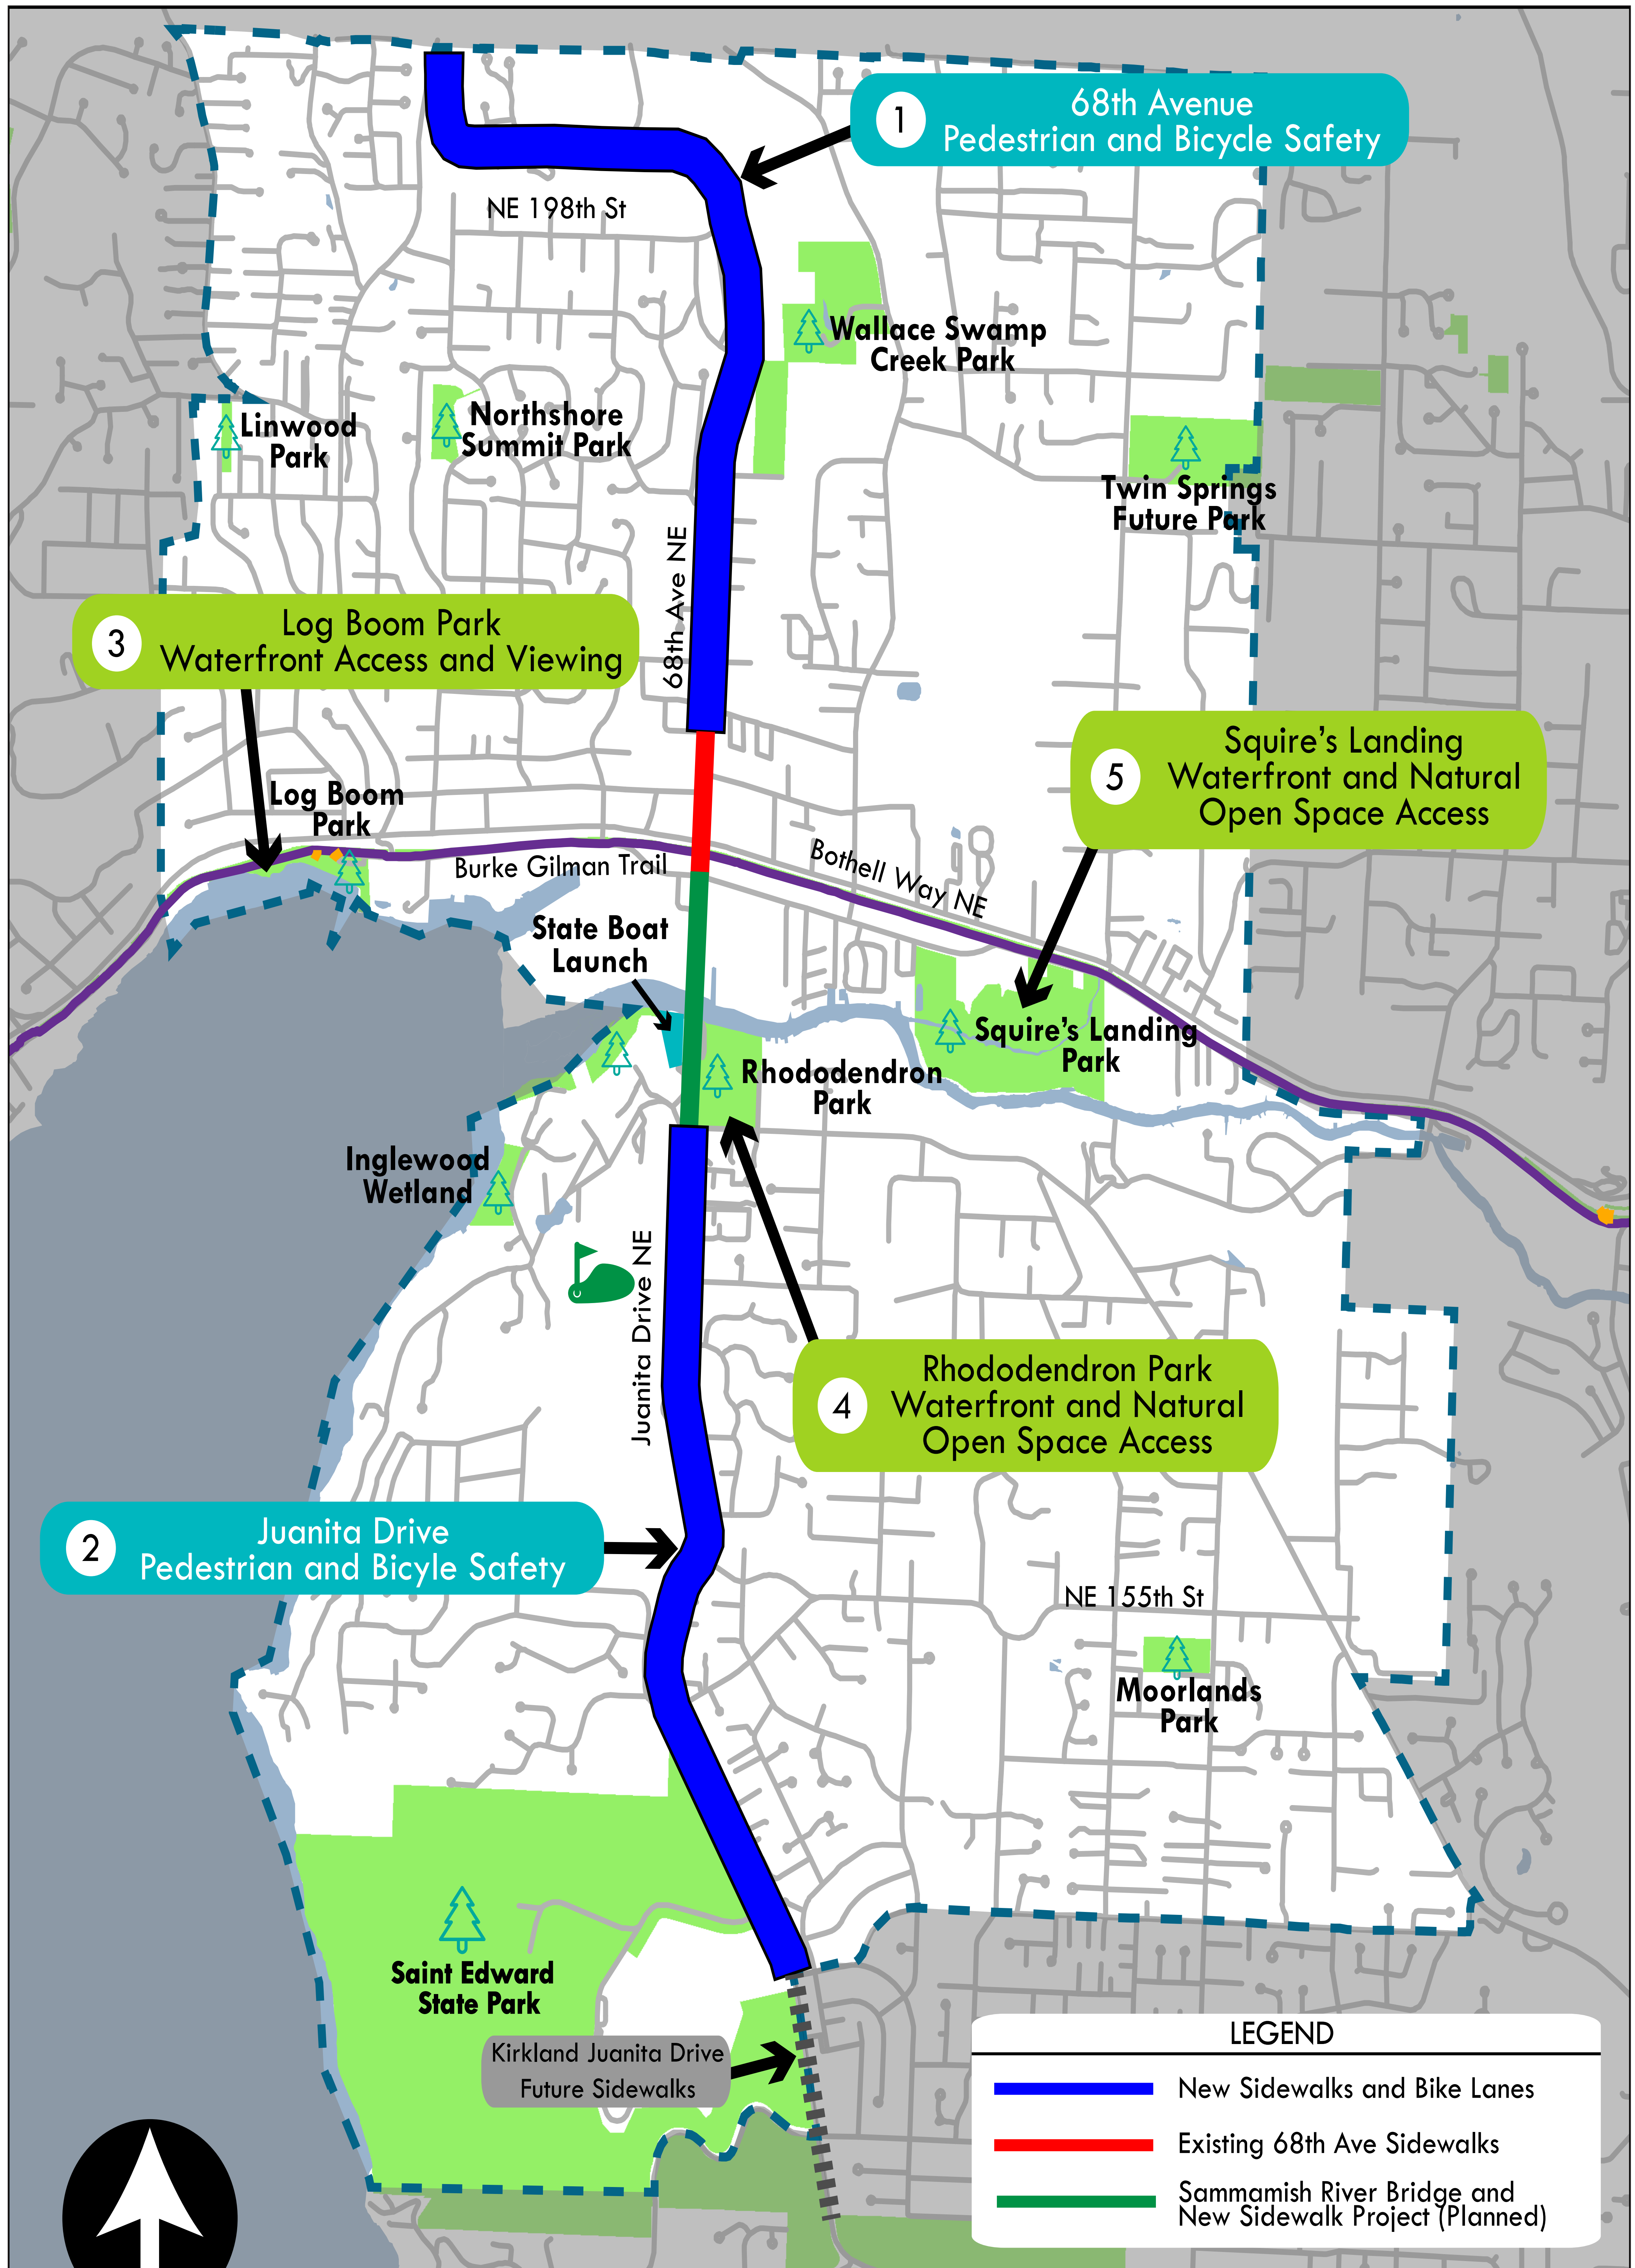 1
68th Avenue
Pedestrian and Bicycle Safety
NE 198th St
Wallace Swamp
Creek Park
Linwood
Park
Northshore
Summit Park
Twin Springs
Future Park
68th Ave NE
3
Log Boom Park
Waterfront Access and Viewing
5
Squire's Landing
Waterfront and Natural
Open Space Access
Log Boom
Park
Burke Gilman Trail
Bothell Way NE
State Boat
Launch
Squire's Landing
Park
Rhododendron
Park
Inglewood
Wetland
Juanita Drive NE
4
Rhododendron Park
Waterfront and Natural
Open Space Access
2
Juanita Drive
Pedestrian and Bicyle Safety
NE 155th St
Moorlands
Park
Saint Edward
State Park
Kirkland Juanita Drive
Future Sidewalks
LEGEND
New Sidewalks and Bike Lanes
Existing 68th Ave Sidewalks
Sammamish River Bridge and
New Sidewalk Project (Planned)